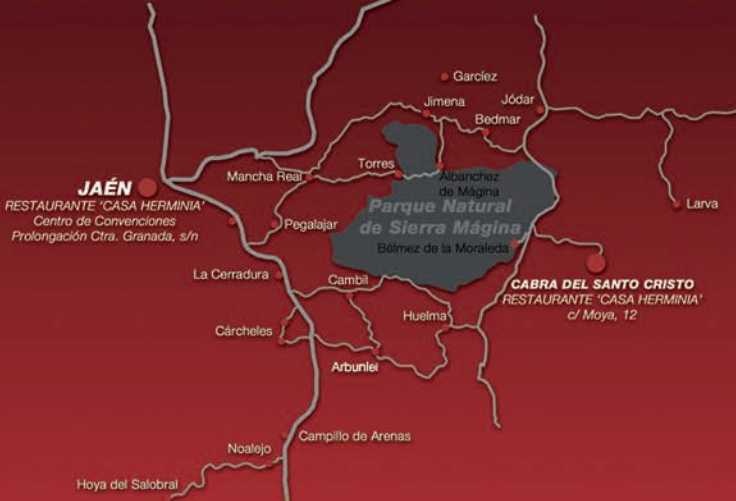 Garcíez
Jimena
Jódar
Bedmar
Torres
Albanchez
de Mágina
Mancha Real
JAÉN
RESTAURANTE 'CASA HERMINIA'
Centro de Convenciones
Prolongación Ctra. Granada, s/n
Larva
Parque Natural
de Sierra Mágina
Pegalajar
Bélmez de la Moraleda
La Cerradura
Cambil
CABRA DEL SANTO CRISTO
RESTAURANTE 'CASA HERMINIA'
c/ Moya, 12
Huelma
Cárcheles
Arbuniel
Campillo de Arenas
Noalejo
Hoya del Salobral